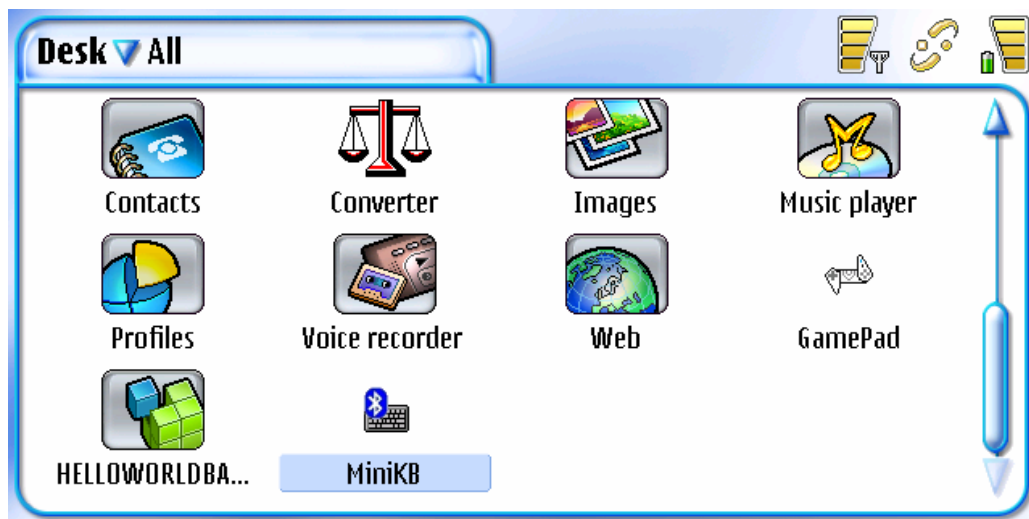 Desk All
Contacts Converter Images Music player
Profiles Voice recorder Web GamePad
HELLOWORLDBA... MiniKB